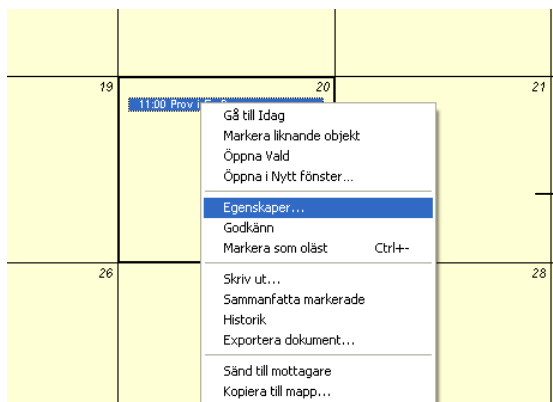 19
20
21
11:00 Prov i
Gå till Idag
Markera liknande objekt
Öppna Vald
Öppna i Nytt fönster...
Egenskaper...
Godkänn
Markera som oläst Ctrl+-
26
28
Skriv ut...
Sammanfatta markerade
Historik
Exportera dokument...
Sänd till mottagare
Kopiera till mapp...